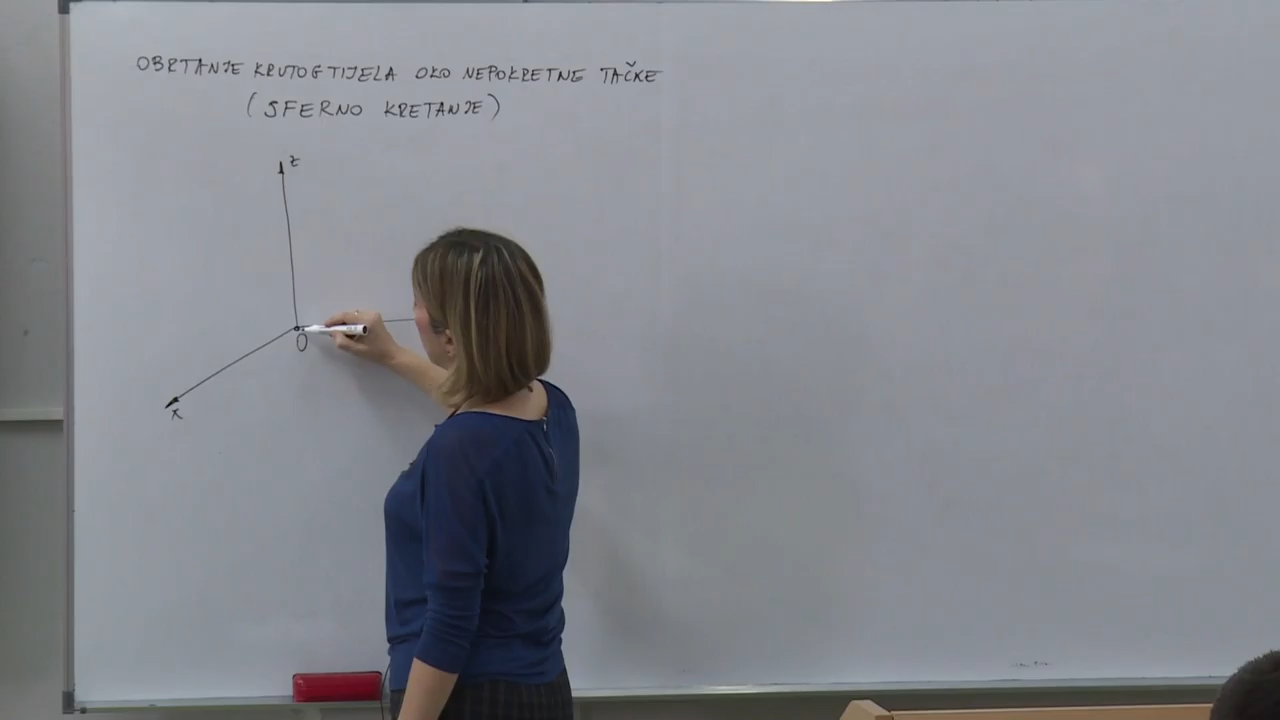 OBRTANJE KRUTOG TIJELA OKO NEPOKRETNE TAČKE
(SFERNO KRETANJE)
z
O
x